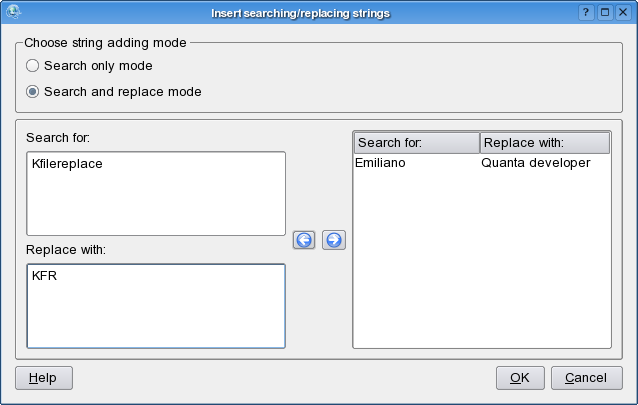 Insert searching/replacing strings
Choose string adding mode
Search only mode
Search and replace mode
Search for:
Kfilereplace
Replace with:
KFR
Search for: Replace with:
Emiliano Quanta developer
Help OK Cancel